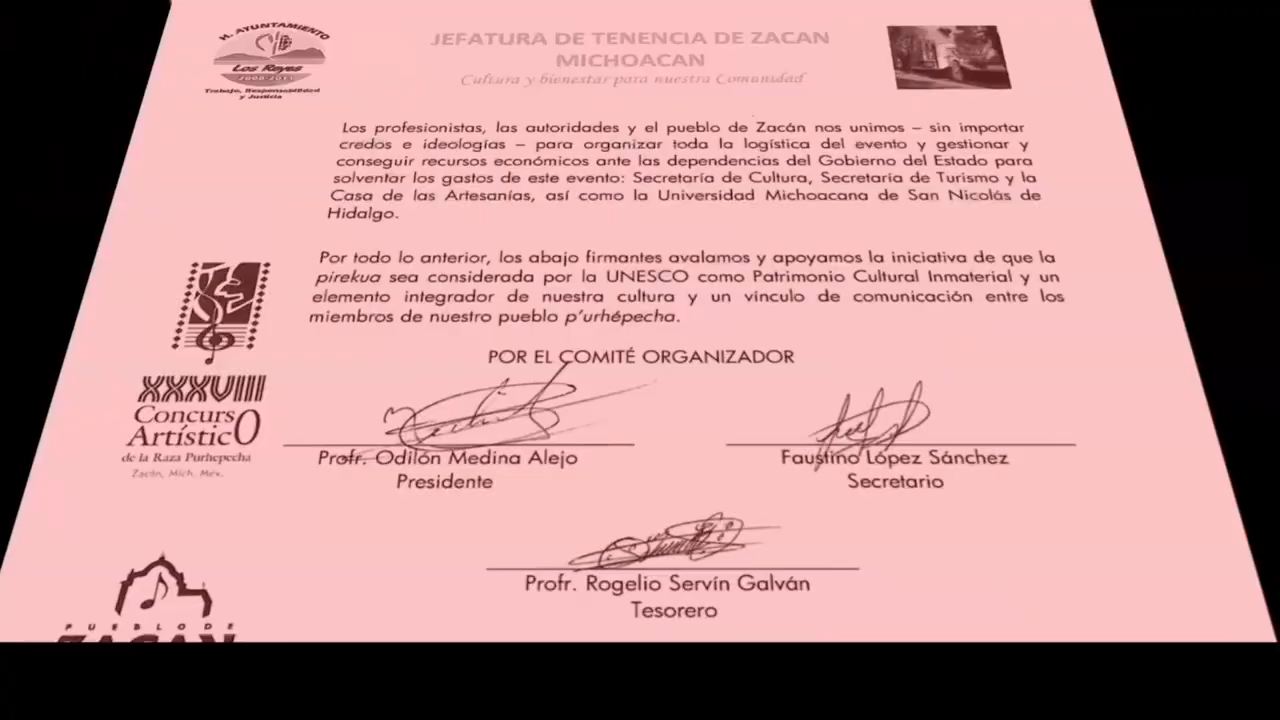 H. AYUNTAMIENTO
Los Reyes
2008-2011
Trabajo, Responsabilidad
y Justicia
JEFATURA DE TENENCIA DE ZACAN
MICHOACAN
Cultura y bienestar para nuestra Comunidad
Los profesionistas, las autoridades y el pueblo de Zacán nos unimos – sin importar
credos e ideologías – para organizar toda la logística del evento y gestionar y
conseguir recursos económicos ante las dependencias del Gobierno del Estado para
solventar los gastos de este evento: Secretaría de Cultura, Secretaría de Turismo y la
Casa de las Artesanías, así como la Universidad Michoacana de San Nicolás de
Hidalgo.
Por todo lo anterior, los abajo firmantes avalamos y apoyamos la iniciativa de que la
pirekua sea considerada por la UNESCO como Patrimonio Cultural Inmaterial y un
elemento integrador de nuestra cultura y un vínculo de comunicación entre los
miembros de nuestro pueblo p'urhépecha.
POR EL COMITÉ ORGANIZADOR
XXXVIII
Concurso
Artístico
de la Raza Purhepecha
Zacán, Mich. Méx.
Profr. Odilón Medina Alejo
Presidente
Faustino López Sánchez
Secretario
Profr. Rogelio Servín Galván
Tesorero
PUEBLO DE
ZACAN